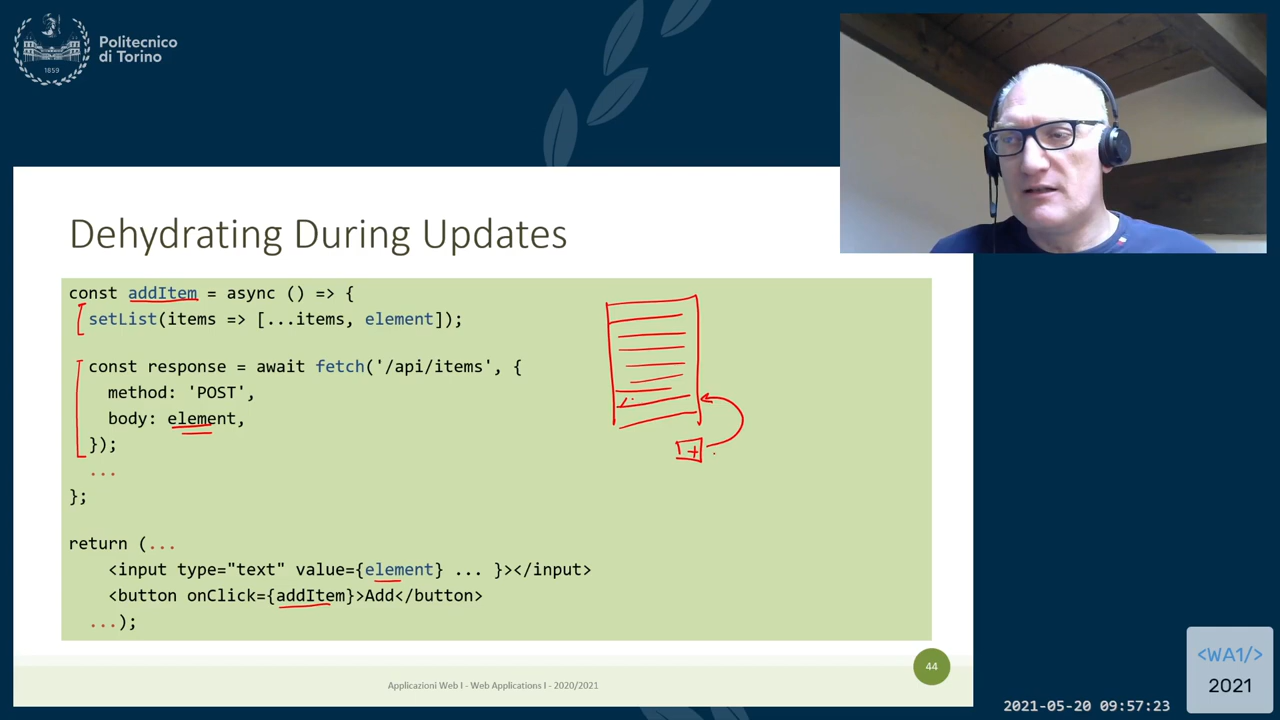 Politecnico
di Torino
1859
Dehydrating During Updates
const addItem = async () => {
setList(items => [...items, element]);
const response = await fetch('/api/items', {
method: 'POST',
body: element,
});
...
};
return (...
<input type="text" value={element} ... }></input>
<button onClick={addItem}>Add</button>
...);
+
44
Applicazioni Web I - Web Applications I - 2020/2021
<WA1/>
2021
2021-05-20 09:57:23